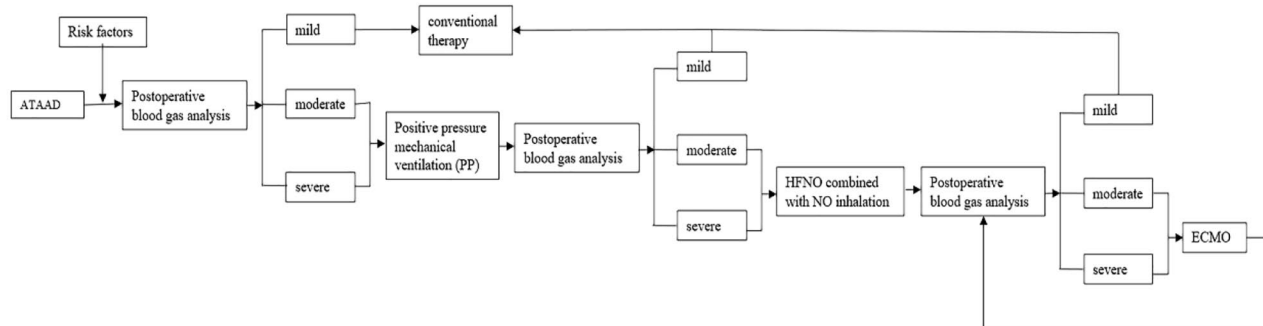 Risk factors
ATAAD
Postoperative
blood gas analysis
mild
moderate
severe
conventional
therapy
Positive pressure
mechanical
ventilation (PP)
Postoperative
blood gas analysis
mild
moderate
severe
HFNO combined
with NO inhalation
Postoperative
blood gas analysis
mild
moderate
severe
ECMO